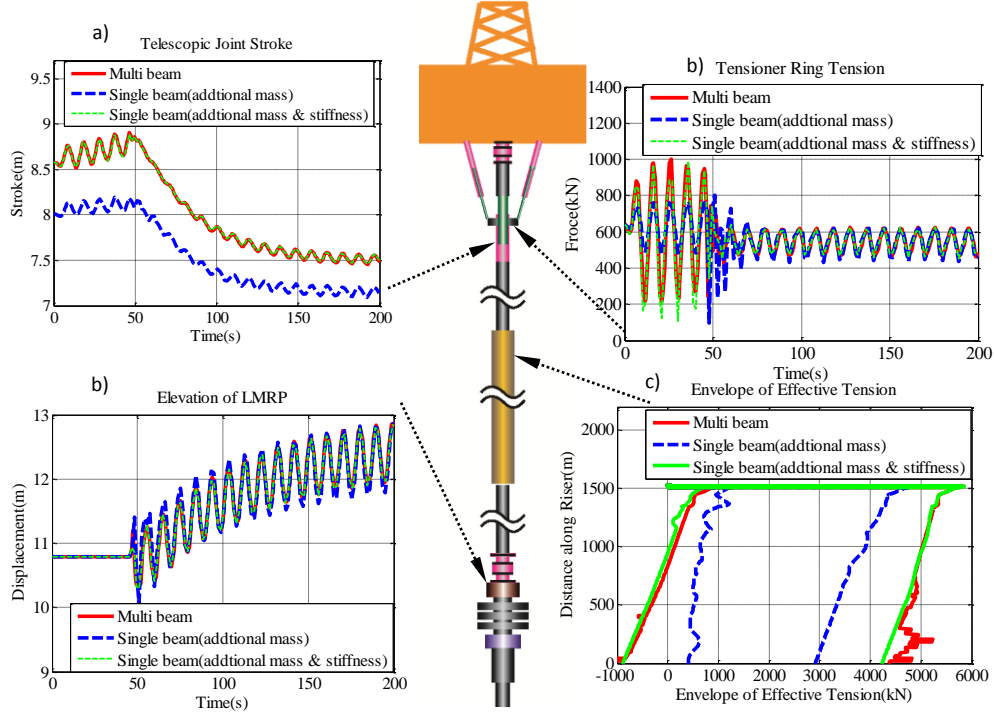 a)
Telescopic Joint Stroke
9.5
9
8.5
8
7.5
7
Stroke(m)
Multi beam
Single beam(addtional mass)
Single beam(addtional mass & stiffness)
0
50
100
150
200
Time(s)
b)
Tensioner Ring Tension
1400
1200
1000
800
600
400
200
0
Froce(kN)
Multi beam
Single beam(addtional mass)
Single beam(addtional mass & stiffness)
0
50
100
150
200
Time(s)
b)
Elevation of LMRP
13
12
11
10
9
Displacement(m)
Multi beam
Single beam(addtional mass)
Single beam(addtional mass & stiffness)
0
50
100
150
200
Time(s)
c)
Envelope of Effective Tension
2000
1500
1000
500
0
Distance along Riser(m)
Multi beam
Single beam(addtional mass)
Single beam(addtional mass & stiffness)
-1000
0
1000
2000
3000
4000
5000
6000
Envelope of Effective Tension(kN)